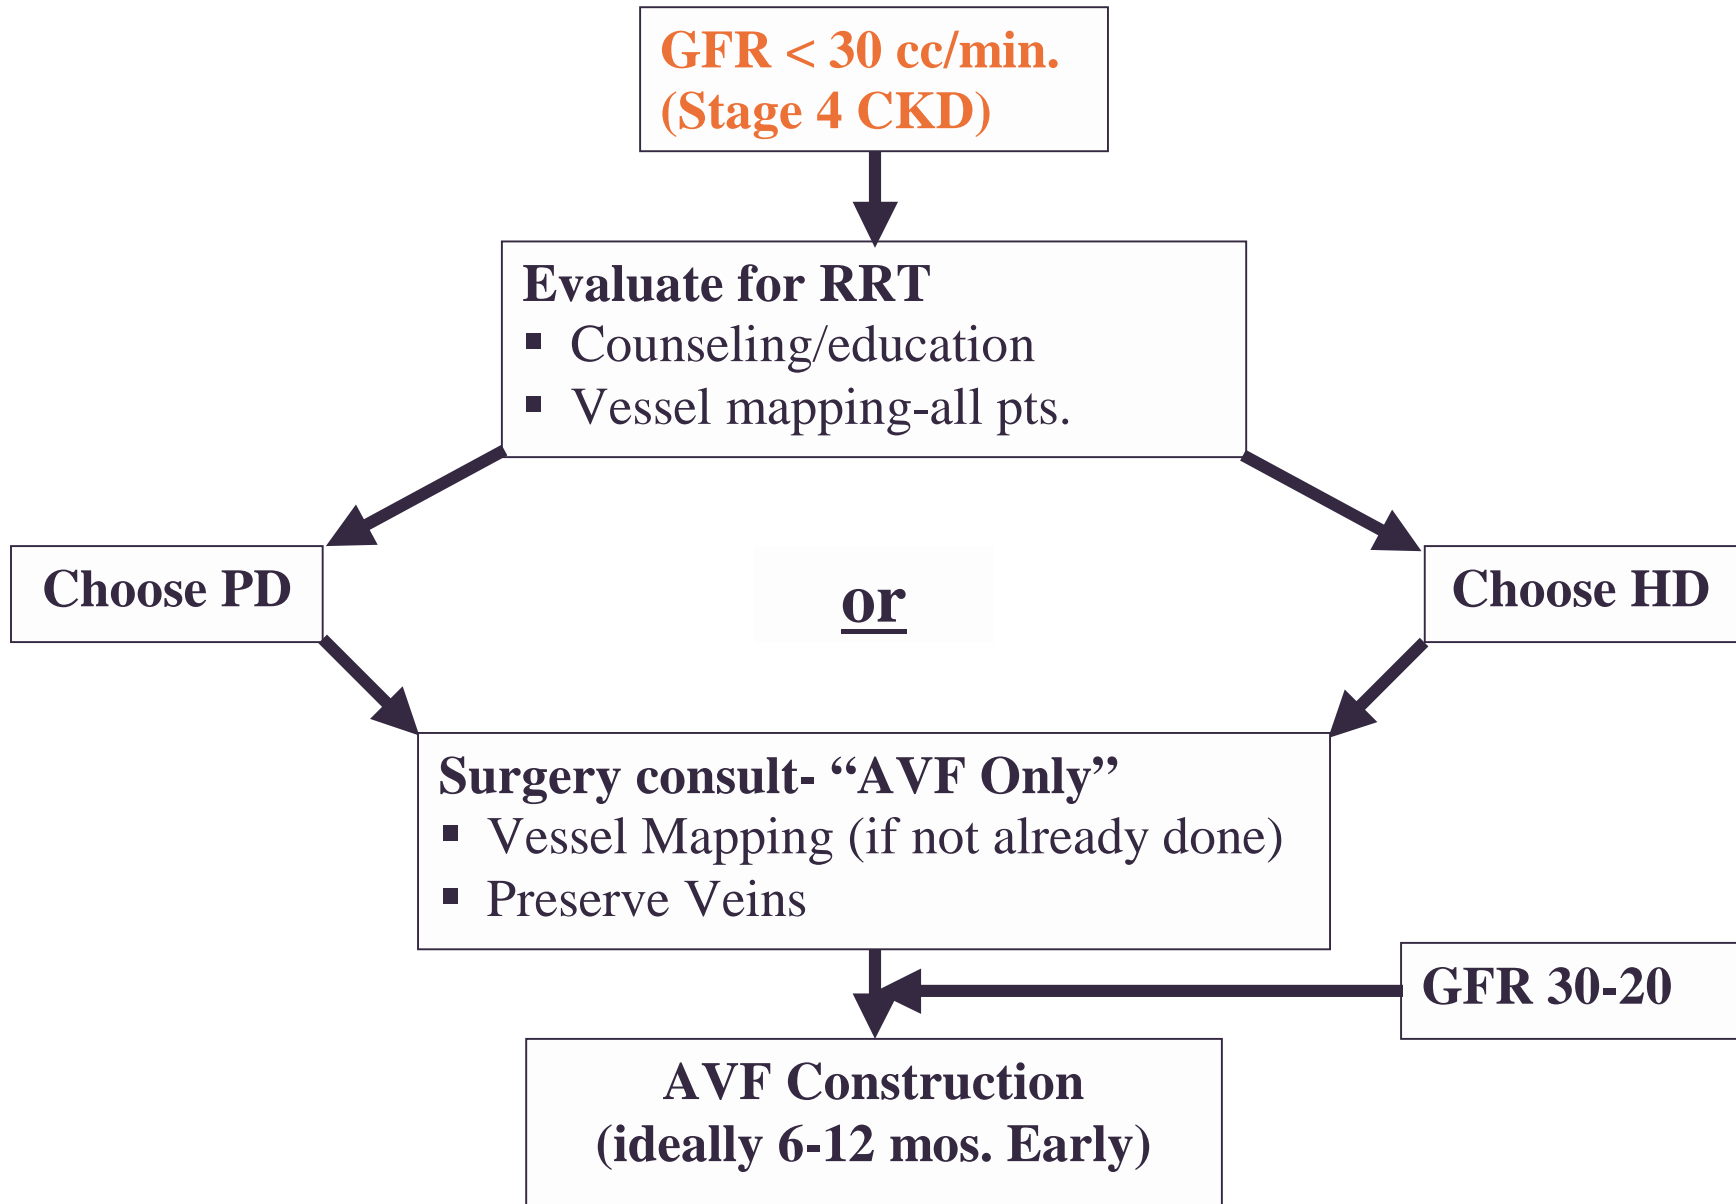 GFR < 30 cc/min.
(Stage 4 CKD)
Evaluate for RRT
▪ Counseling/education
▪ Vessel mapping-all pts.
Choose PD
or
Choose HD
Surgery consult- “AVF Only”
▪ Vessel Mapping (if not already done)
▪ Preserve Veins
GFR 30-20
AVF Construction
(ideally 6-12 mos. Early)